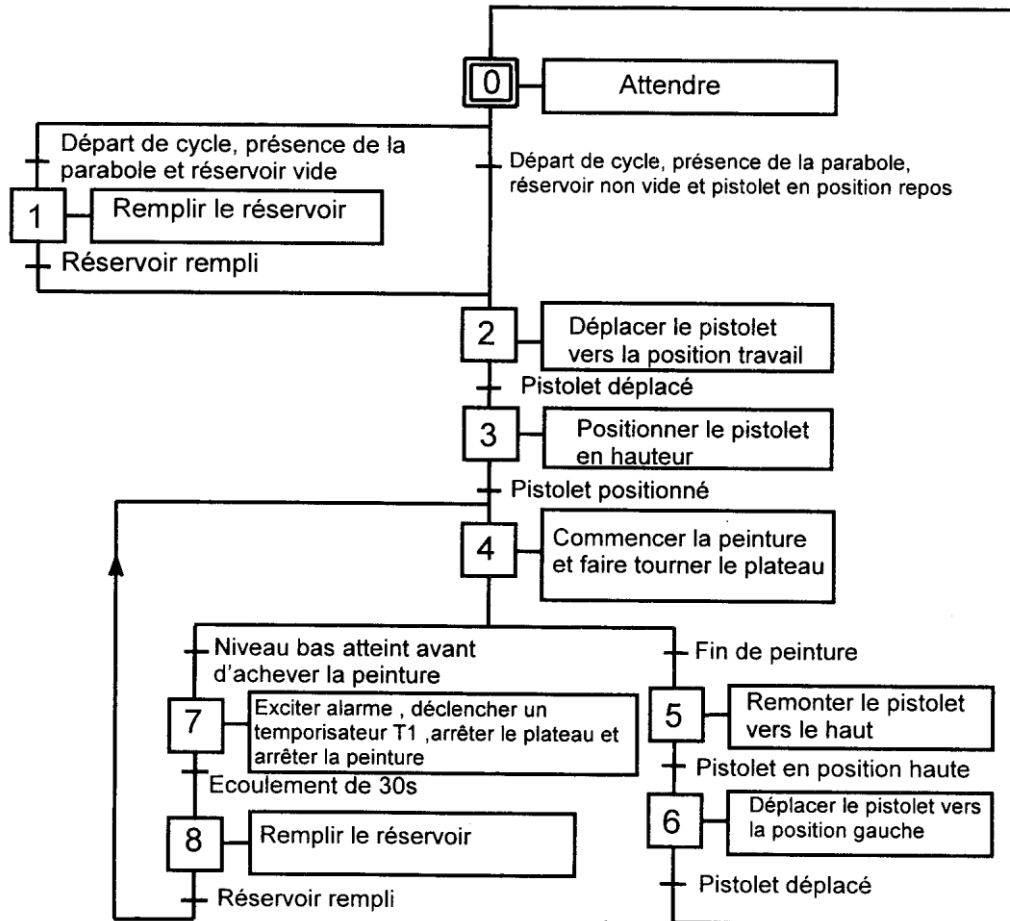 0
Attendre
Départ de cycle, présence de la
parabole et réservoir vide
Départ de cycle, présence de la parabole,
réservoir non vide et pistolet en position repos
1
Remplir le réservoir
Réservoir rempli
2
Déplacer le pistolet
vers la position travail
Pistolet déplacé
3
Positionner le pistolet
en hauteur
Pistolet positionné
4
Commencer la peinture
et faire tourner le plateau
Niveau bas atteint avant
d'achever la peinture
Fin de peinture
7
Exciter alarme , déclencher un
temporisateur T1 ,arrêter le plateau et
arrêter la peinture
5
Remonter le pistolet
vers le haut
Ecoulement de 30s
Pistolet en position haute
8
Remplir le réservoir
6
Déplacer le pistolet vers
la position gauche
Réservoir rempli
Pistolet déplacé